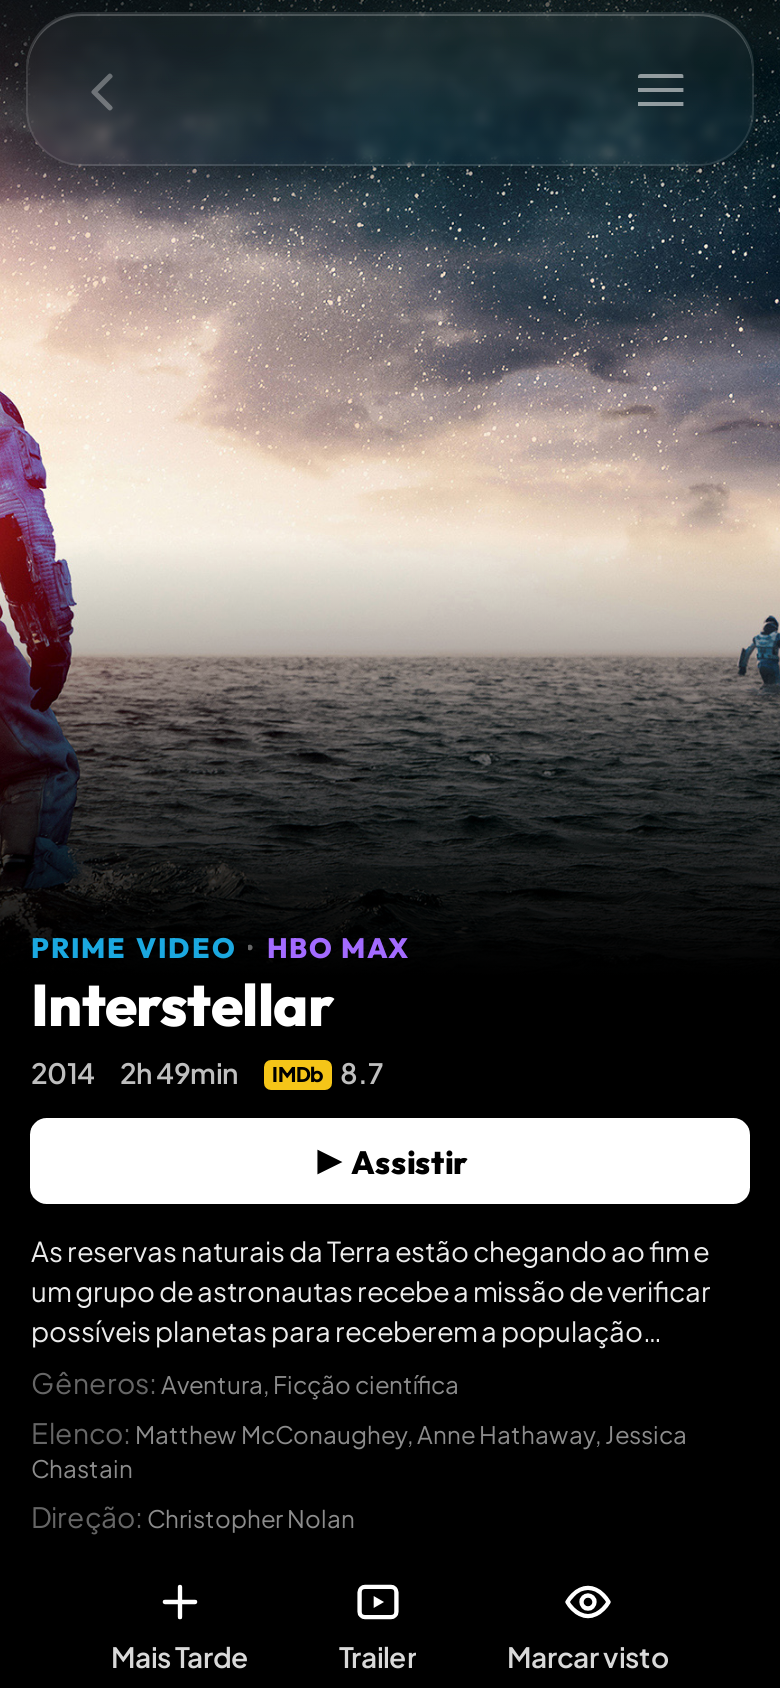 PRIME VIDEO · HBO MAX
Interstellar
2014 2h 49min IMDb 8.7
Assistir
As reservas naturais da Terra estão chegando ao fim e
um grupo de astronautas recebe a missão de verificar
possíveis planetas para receberem a população...
Gêneros: Aventura, Ficção científica
Elenco: Matthew McConaughey, Anne Hathaway, Jessica
Chastain
Direção: Christopher Nolan
Mais Tarde Trailer Marcar visto